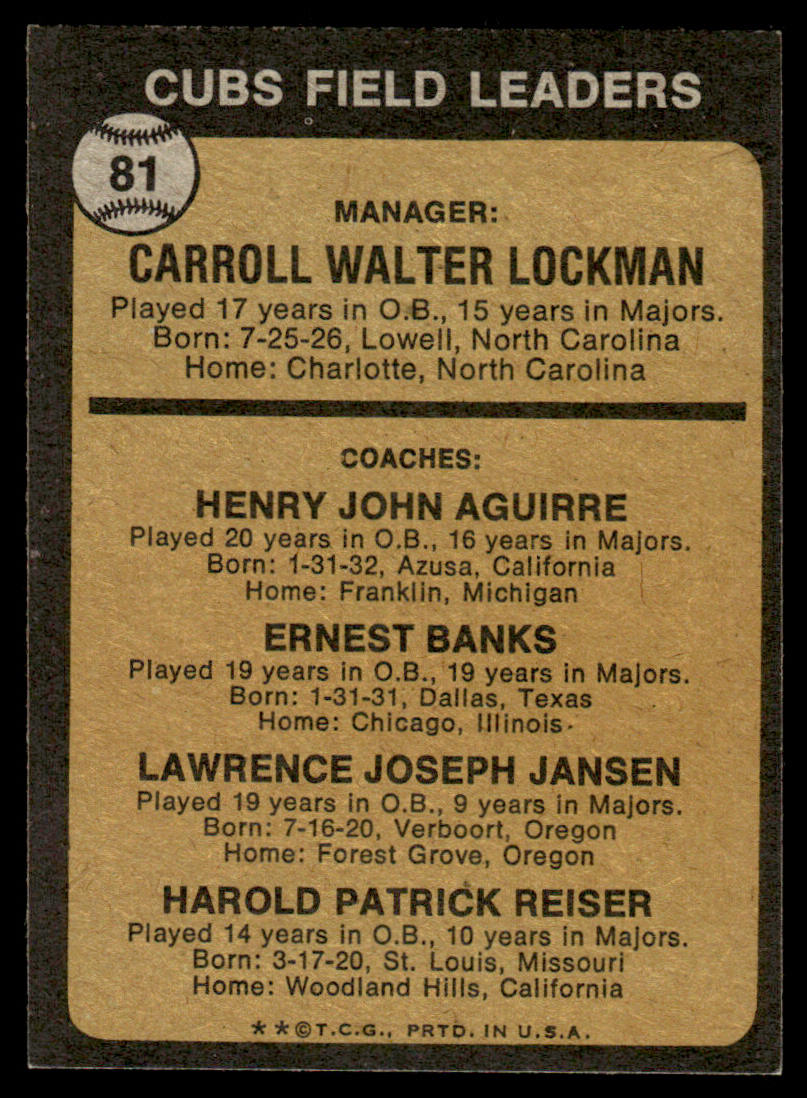 CUBS FIELD LEADERS
81
MANAGER:
CARROLL WALTER LOCKMAN
Played 17 years in O.B., 15 years in Majors.
Born: 7-25-26, Lowell, North Carolina
Home: Charlotte, North Carolina
COACHES:
HENRY JOHN AGUIRRE
Played 20 years in O.B., 16 years in Majors.
Born: 1-31-32, Azusa, California
Home: Franklin, Michigan
ERNEST BANKS
Played 19 years in O.B., 19 years in Majors.
Born: 1-31-31, Dallas, Texas
Home: Chicago, Illinois
LAWRENCE JOSEPH JANSEN
Played 19 years in O.B., 9 years in Majors.
Born: 7-16-20, Verboort, Oregon
Home: Forest Grove, Oregon
HAROLD PATRICK REISER
Played 14 years in O.B., 10 years in Majors.
Born: 3-17-20, St. Louis, Missouri
Home: Woodland Hills, California
**©T.C.G., PRTD. IN U.S.A.